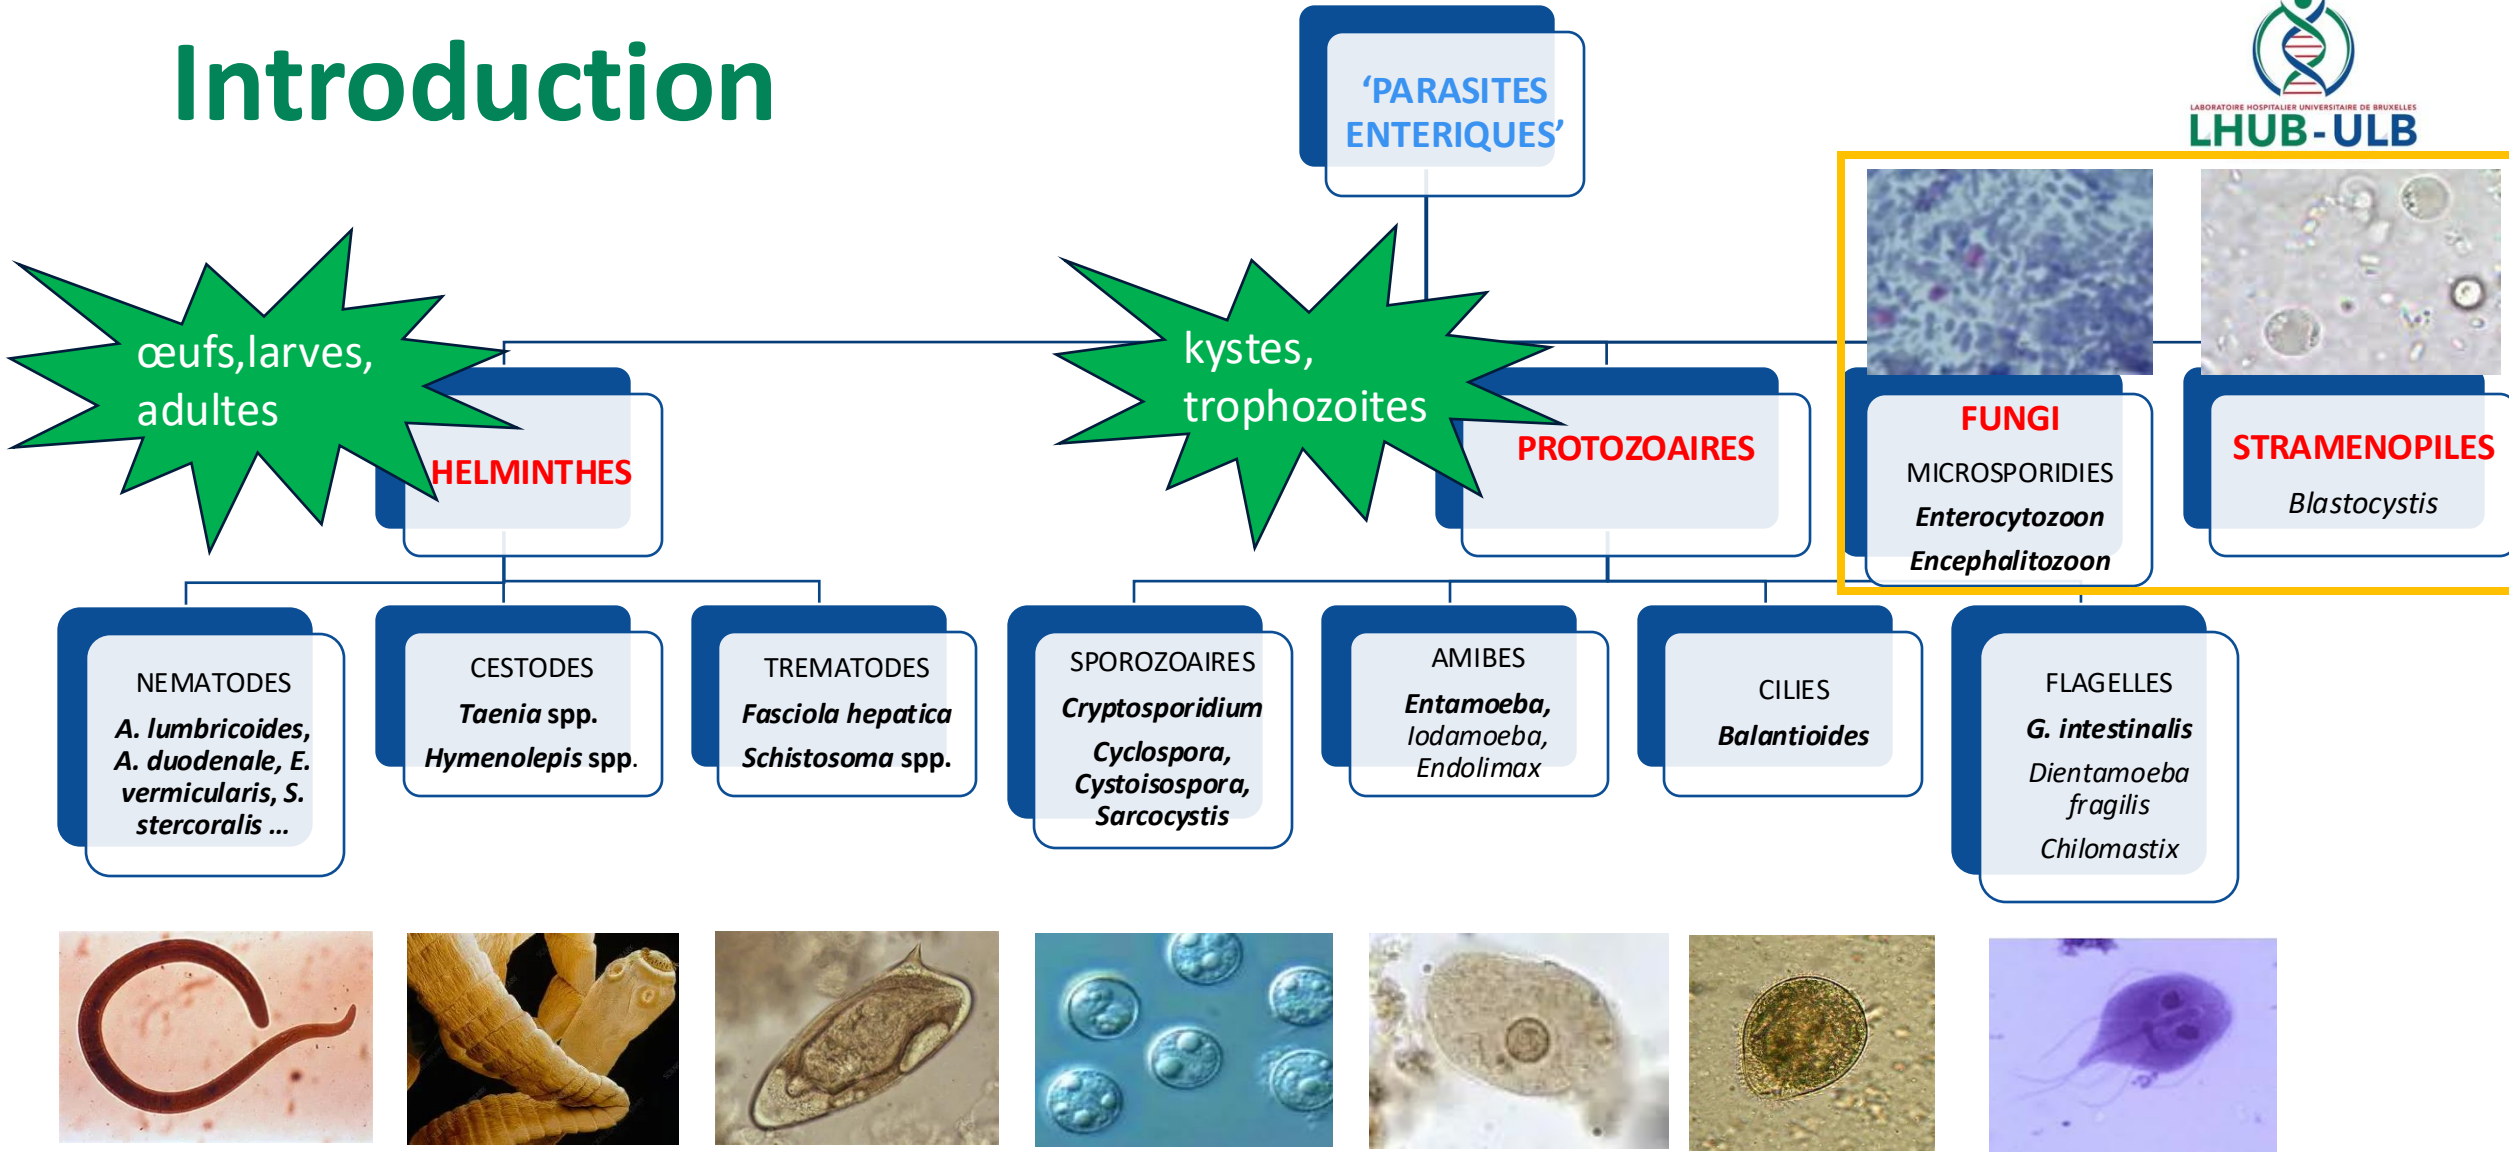 Introduction
'PARASITES
ENTERIQUES'
LABORATOIRE HOSPITALIER UNIVERSITAIRE DE BRUXELLES
LHUB-ULB
œufs,larves,
adultes
kystes,
trophozoites
HELMINTHES
PROTOZOAIRES
FUNGI
MICROSPORIDIES
Enterocytozoon
Encephalitozoon
STRAMENOPILES
Blastocystis
NEMATODES
A. lumbricoides,
A. duodenale, E.
vermicularis, S.
stercoralis ...
CESTODES
Taenia spp.
Hymenolepis spp.
TREMATODES
Fasciola hepatica
Schistosoma spp.
SPOROZOAIRES
Cryptosporidium
Cyclospora,
Cystoisospora,
Sarcocystis
AMIBES
Entamoeba,
Iodamoeba,
Endolimax
CILIES
Balantioides
FLAGELLES
G. intestinalis
Dientamoeba
fragilis
Chilomastix